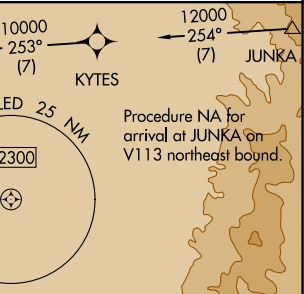 10000
253°
(7)
KYTES
12000
254°
(7)
JUNKA
LED 25 NM
2300
Procedure NA for
arrival at JUNKA on
V113 northeast bound.